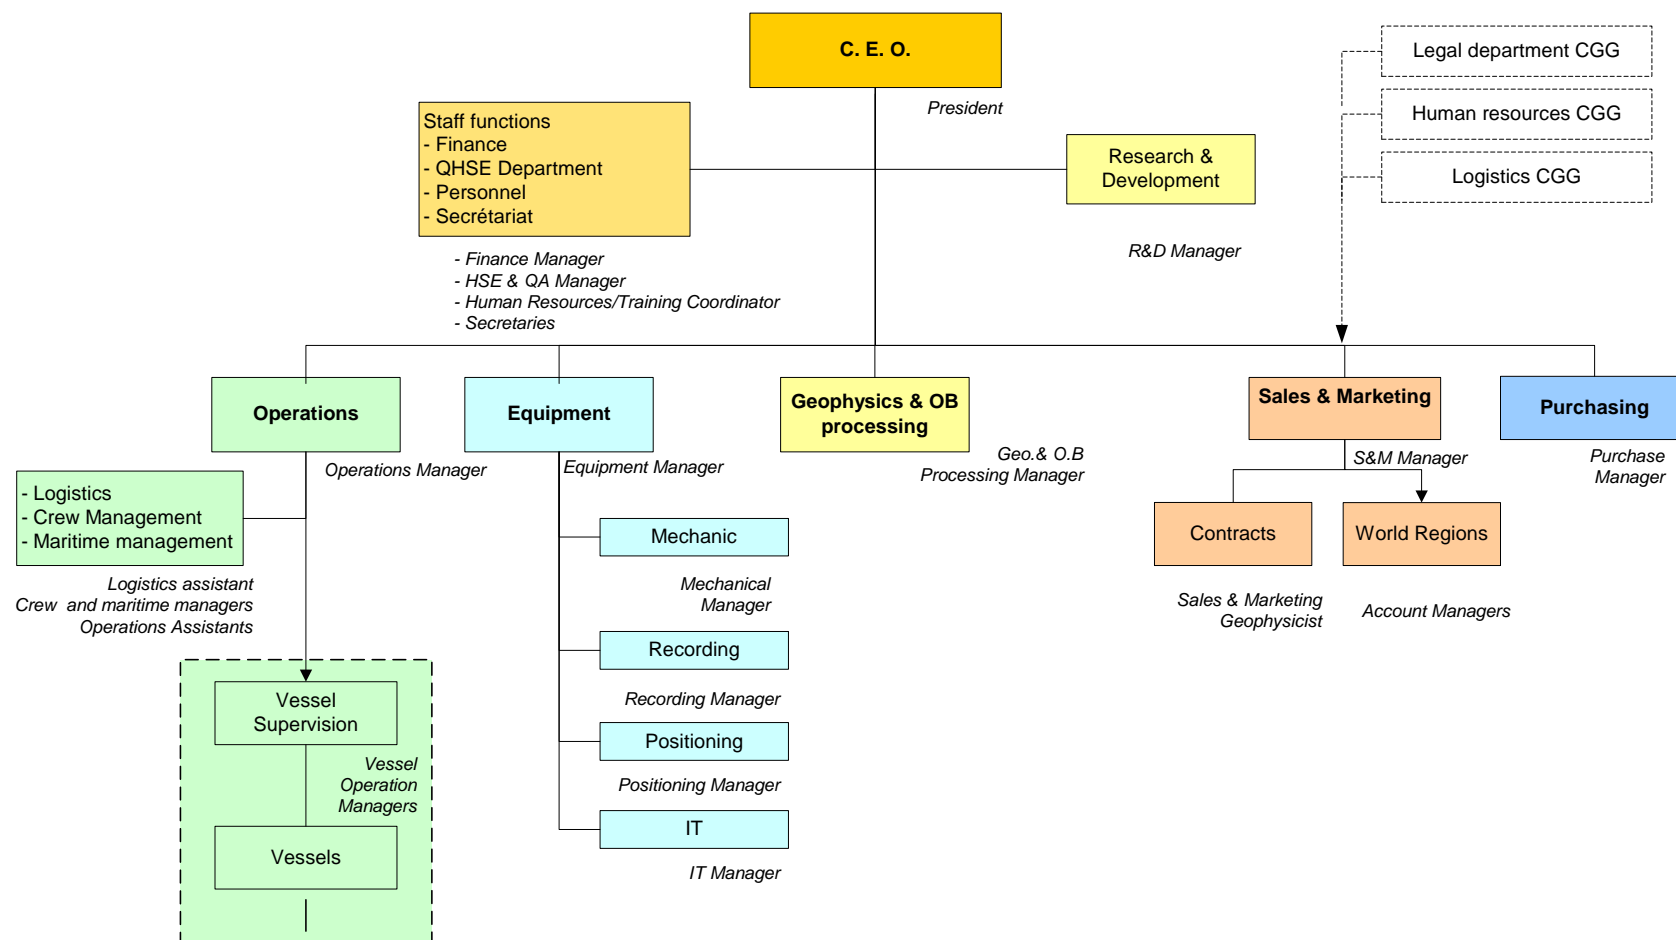 C. E. O.
President
Legal department CGG
Human resources CGG
Logistics CGG
Staff functions
- Finance
- QHSE Department
- Personnel
- Secrétariat
Research &
Development
- Finance Manager
- HSE & QA Manager
- Human Resources/Training Coordinator
- Secretaries
R&D Manager
Operations
Operations Manager
Equipment
Equipment Manager
Geophysics & OB
processing
Geo.& O.B
Processing Manager
Sales & Marketing
S&M Manager
Purchasing
Purchase
Manager
- Logistics
- Crew Management
- Maritime management
Logistics assistant
Crew  and maritime managers
Operations Assistants
Vessel
Supervision
Vessel
Operation
Managers
Vessels
Mechanic
Mechanical
Manager
Recording
Recording Manager
Positioning
Positioning Manager
IT
IT Manager
Contracts
Sales & Marketing
Geophysicist
World Regions
Account Managers